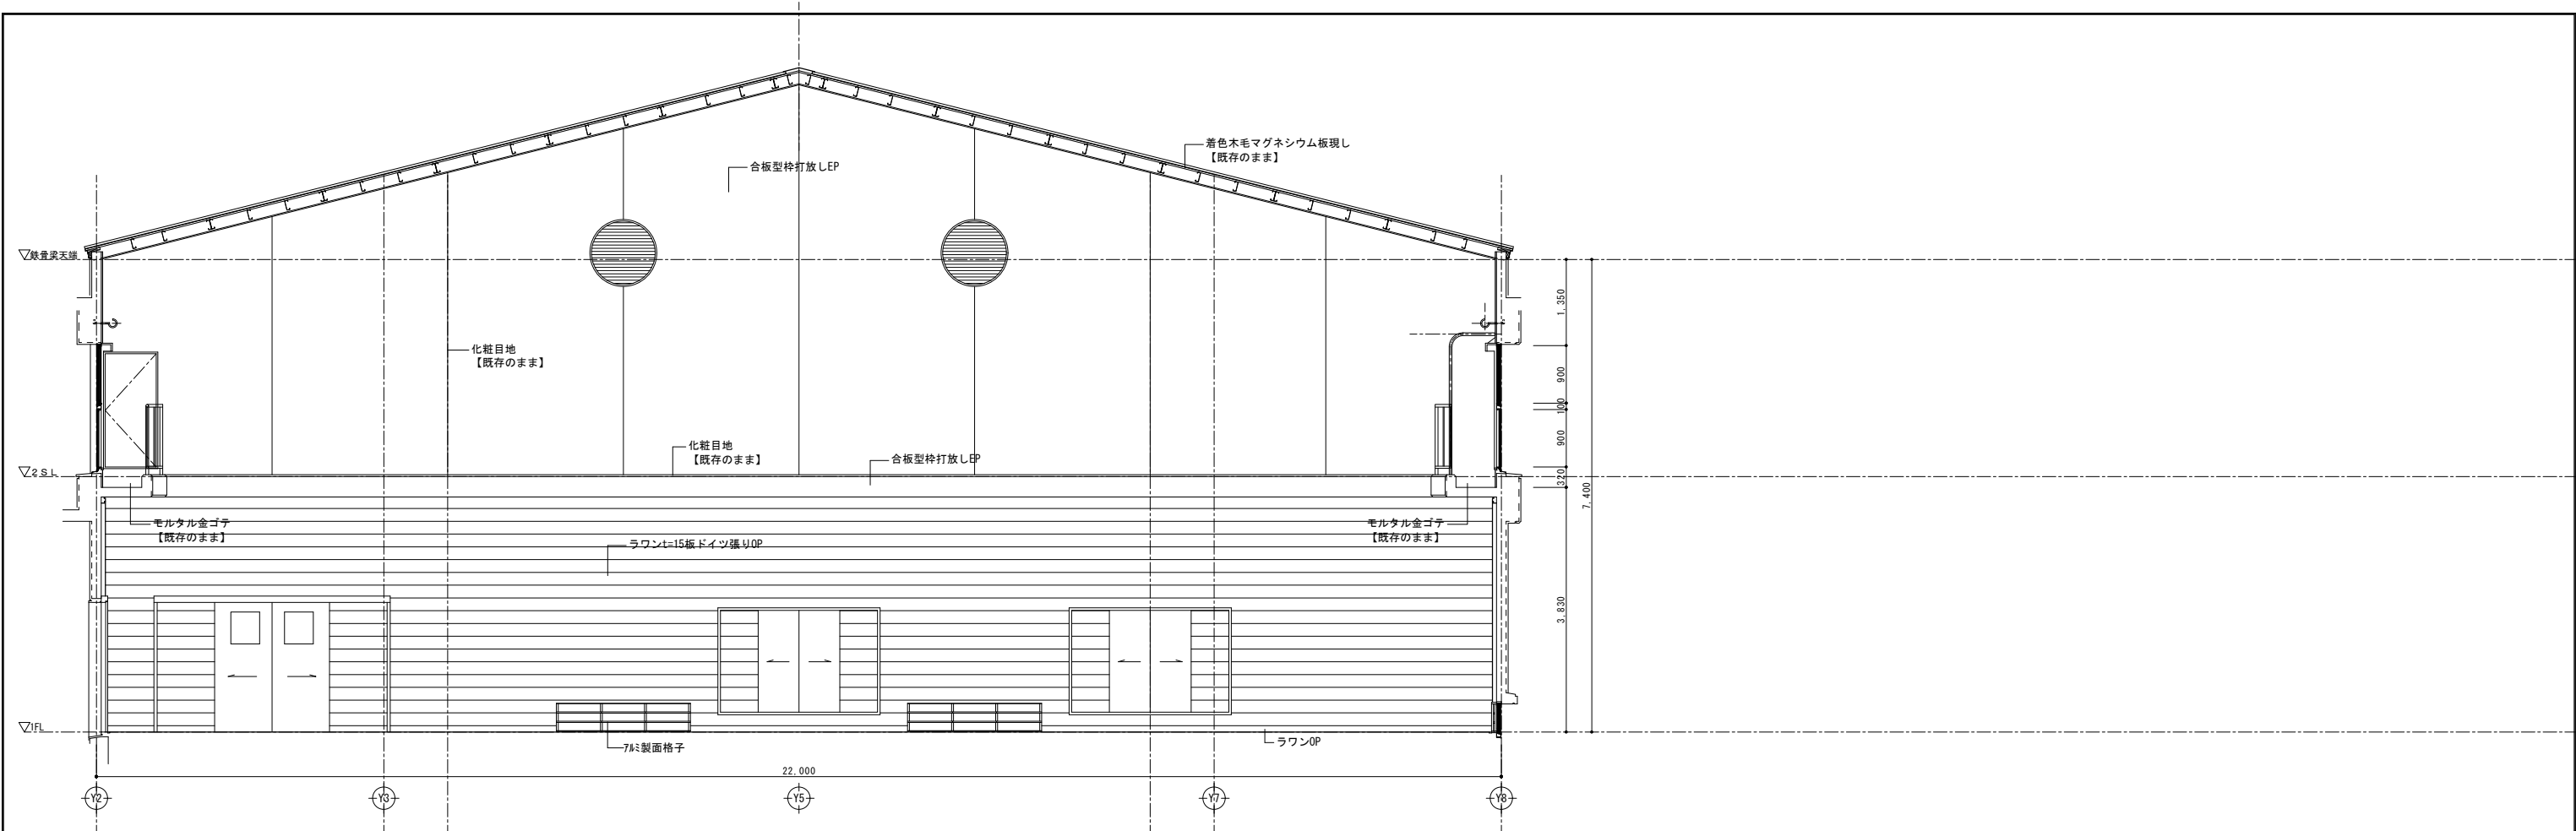 着色木毛マグネシウム板現し
【既存のまま】
合板型枠打放しEP
▽鉄骨梁天端
1,350
化粧目地
【既存のまま】
900
100
900
320
7,400
3,830
化粧目地
【既存のまま】
合板型枠打放しEP
▽2SL
モルタル金ゴテ
【既存のまま】
モルタル金ゴテ
【既存のまま】
ラワンt=15板ドイツ張りOP
▽1FL
ｱﾙﾐ製面格子
ラワンOP
22,000
Y2
Y3
Y5
Y7
Y8